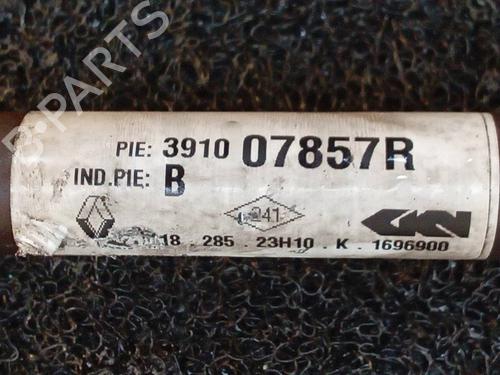 B-PARTS
PIE: 3910 07857R
IND.PIE: B
241
GKN
18 . 285 . 23H10 . K . 1696900